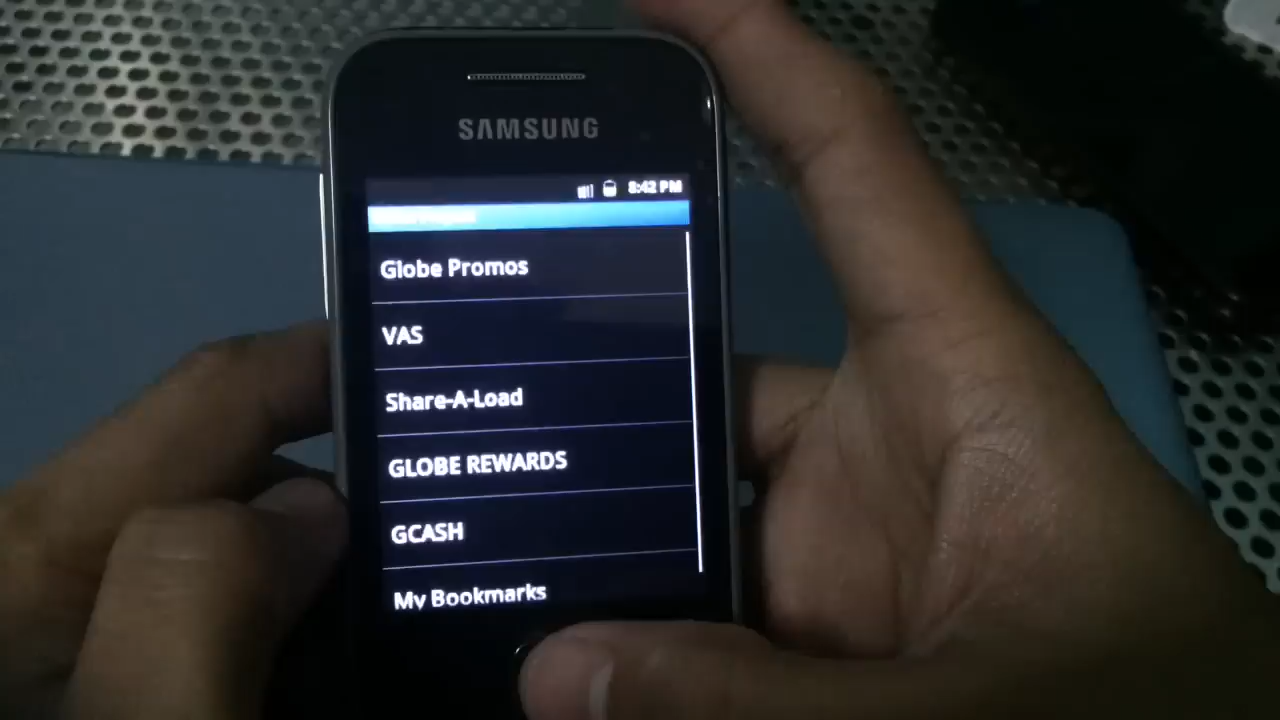 SAMSUNG
8:42 PM
Globe Promos
VAS
Share-A-Load
GLOBE REWARDS
GCASH
My Bookmarks